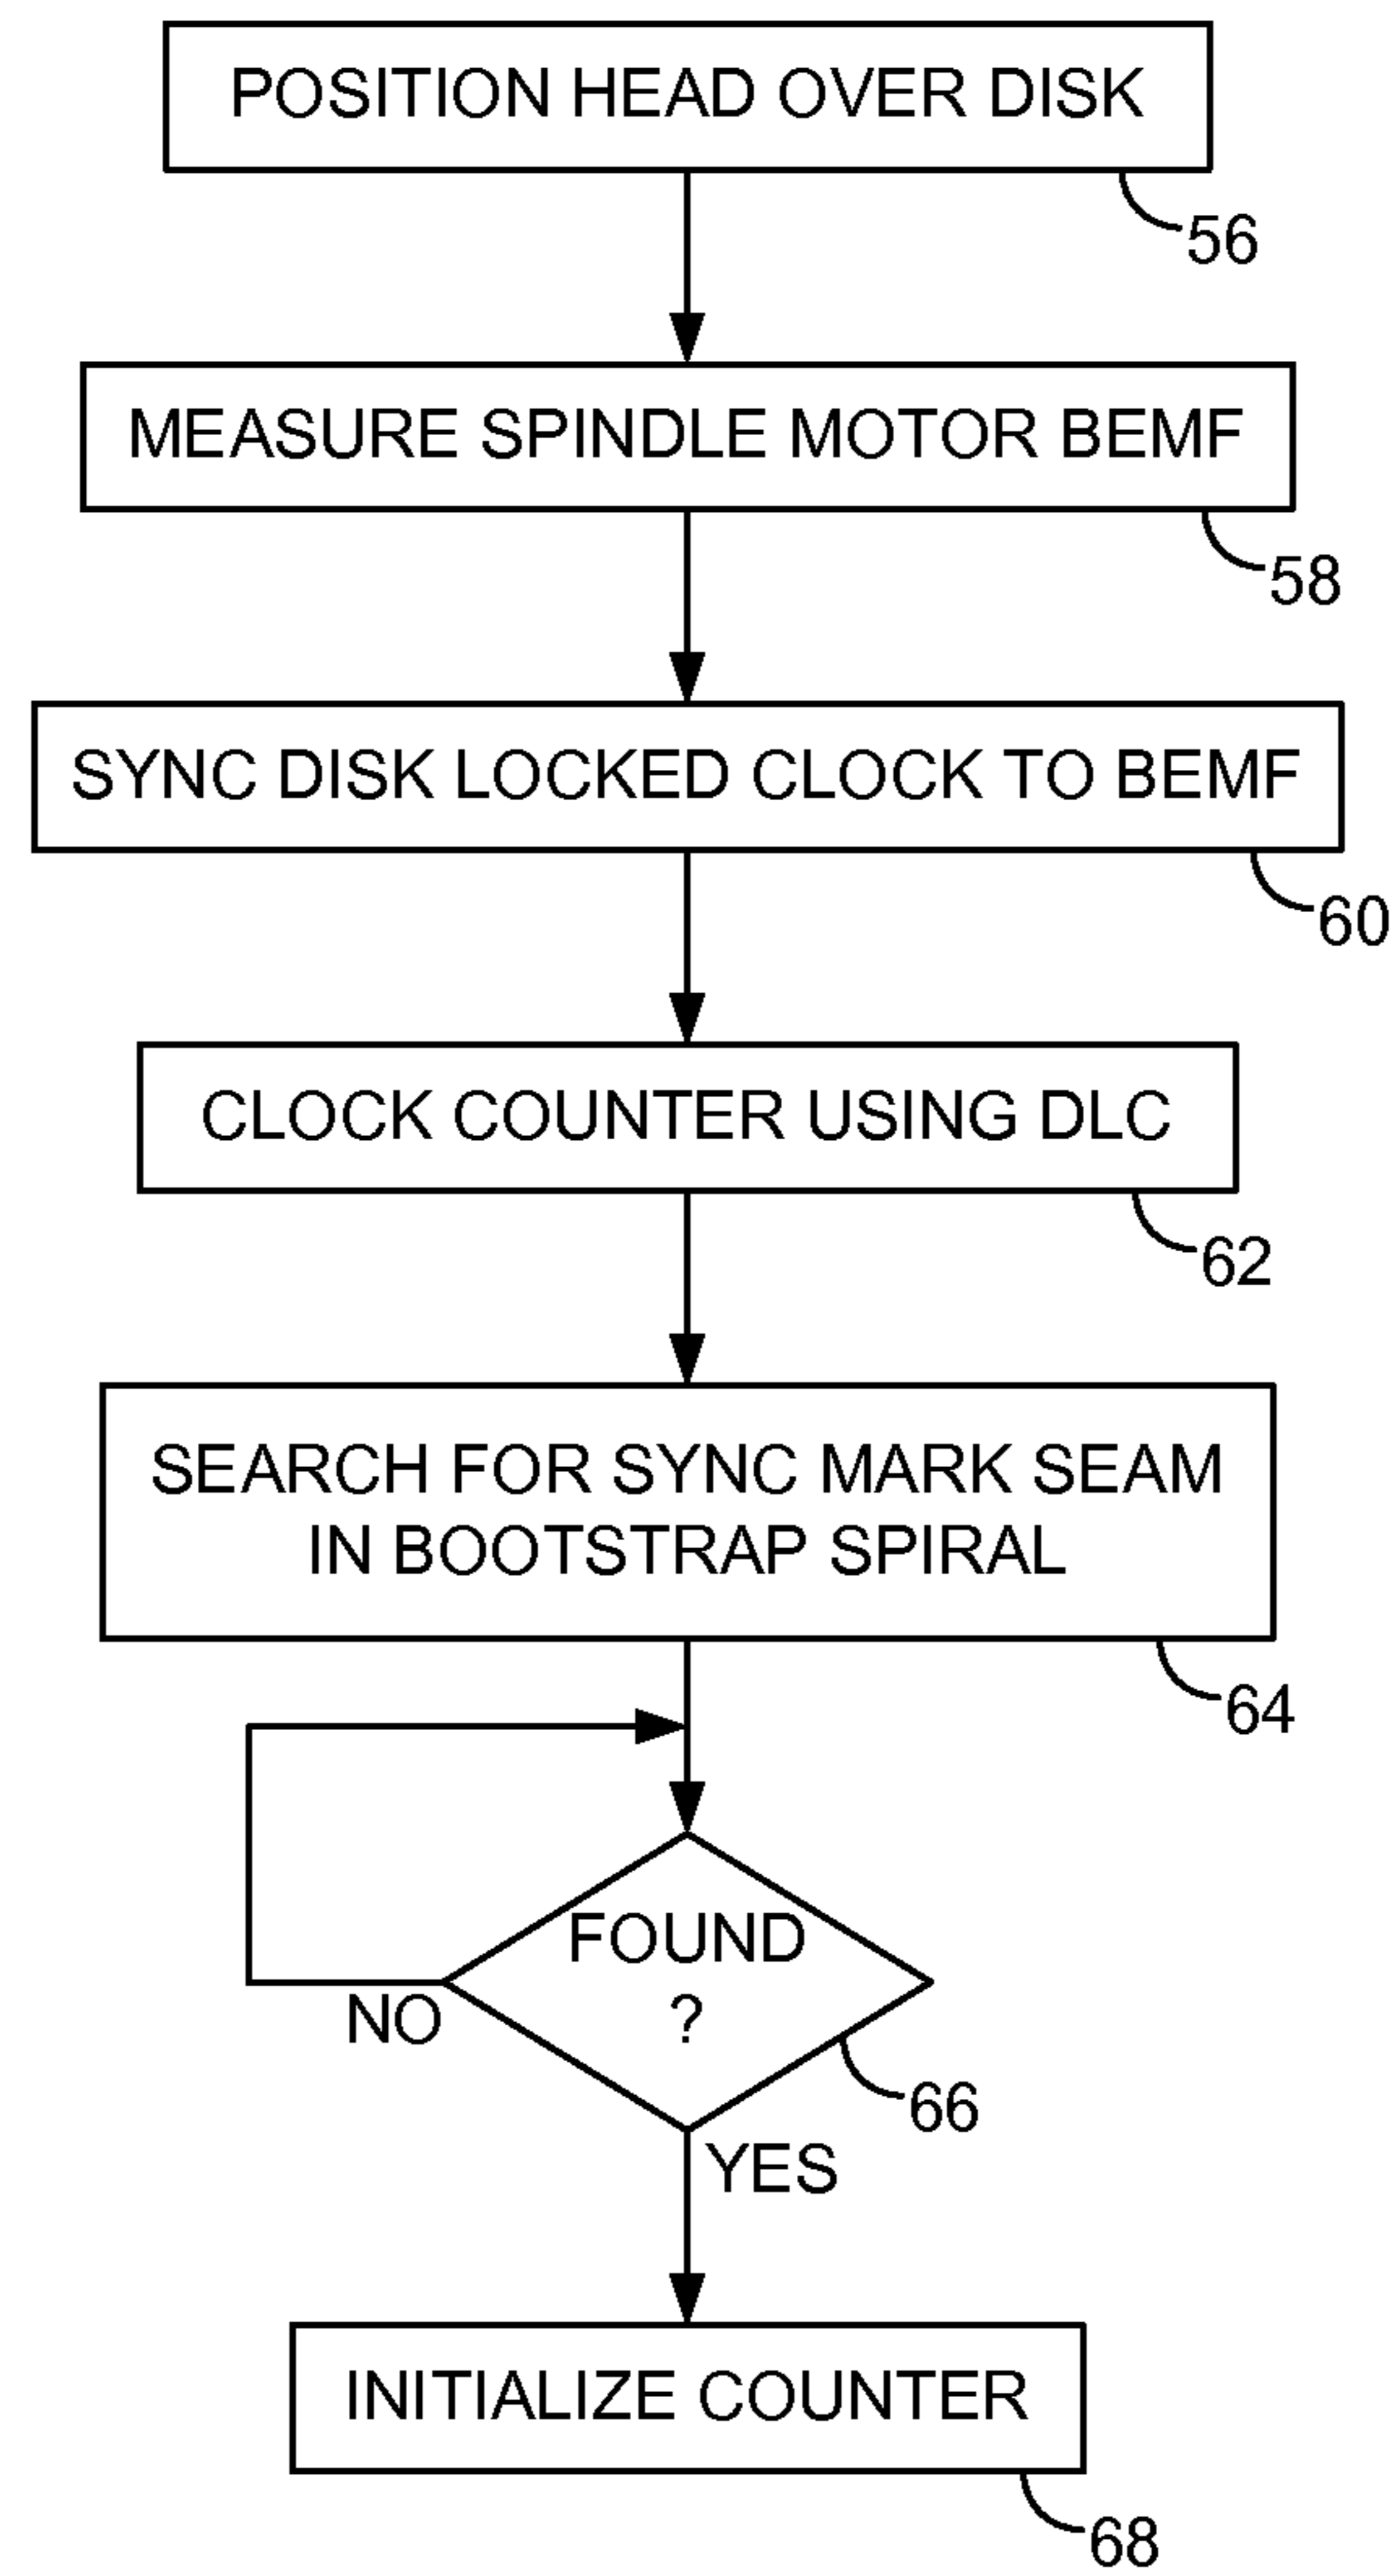 POSITION HEAD OVER DISK
56
MEASURE SPINDLE MOTOR BEMF
58
SYNC DISK LOCKED CLOCK TO BEMF
60
CLOCK COUNTER USING DLC
62
SEARCH FOR SYNC MARK SEAM
IN BOOTSTRAP SPIRAL
64
FOUND
?
NO
66
YES
INITIALIZE COUNTER
68